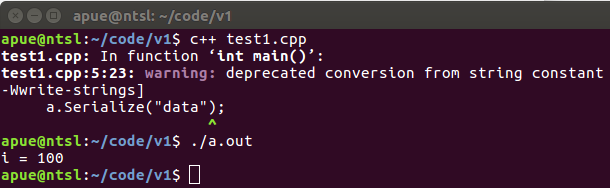 apue@ntsl: ~/code/v1
apue@ntsl:~/code/v1$ c++ test1.cpp
test1.cpp: In function ‘int main()’:
test1.cpp:5:23: warning: deprecated conversion from string constant
-Wwrite-strings]
a.Serialize("data");
^
apue@ntsl:~/code/v1$ ./a.out
i = 100
apue@ntsl:~/code/v1$